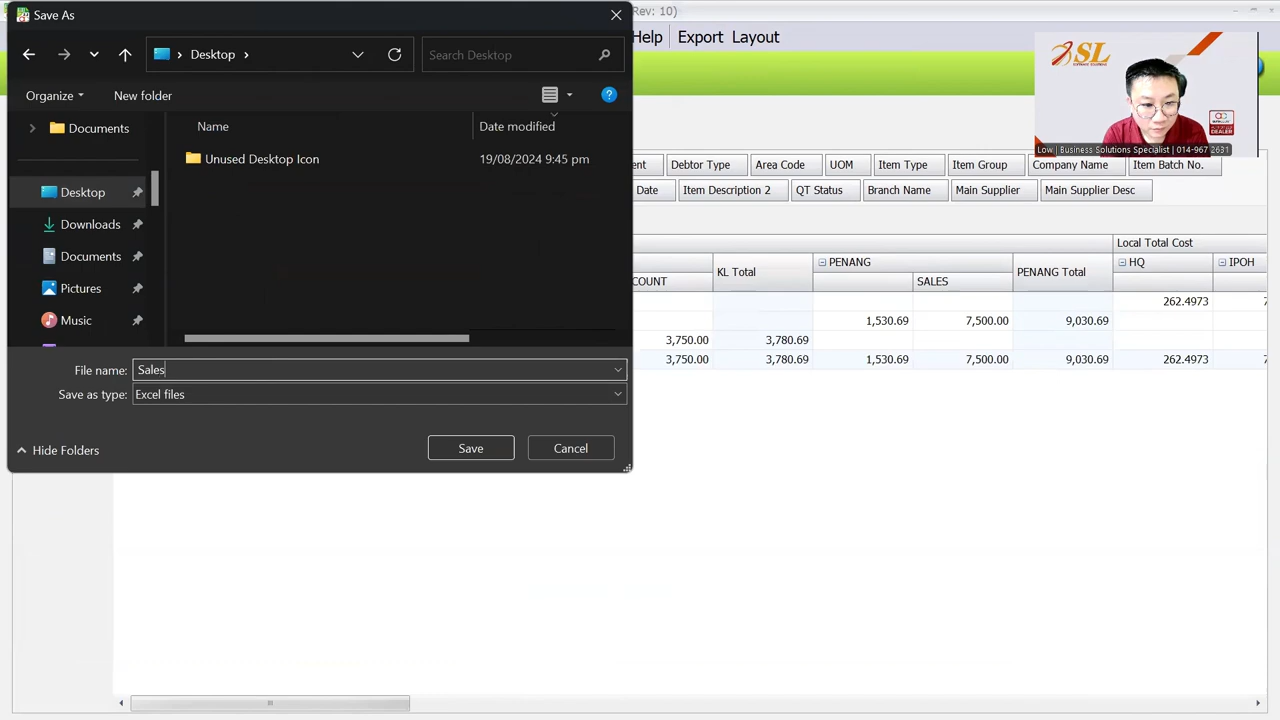 Save As
Rev: 10)
Help Export Layout
Desktop
Search Desktop
Organize
New folder
Documents
Name
Date modified
Unused Desktop Icon
19/08/2024 9:45 pm
Desktop
Downloads
Documents
Pictures
Music
File name: Sales
Save as type: Excel files
Hide Folders
Save
Cancel
SL
Low | Business Solutions Specialist | 014-967 2631
DEALER
Debtor Type
Area Code
UOM
Item Type
Item Group
Company Name
Item Batch No.
Date
Item Description 2
QT Status
Branch Name
Main Supplier
Main Supplier Desc
Local Total Cost
KL Total
PENANG
PENANG Total
HQ
IPOH
COUNT
SALES
262.4973
1,530.69 7,500.00 9,030.69
3,750.00 3,780.69
3,750.00 3,780.69 1,530.69 7,500.00 9,030.69 262.4973